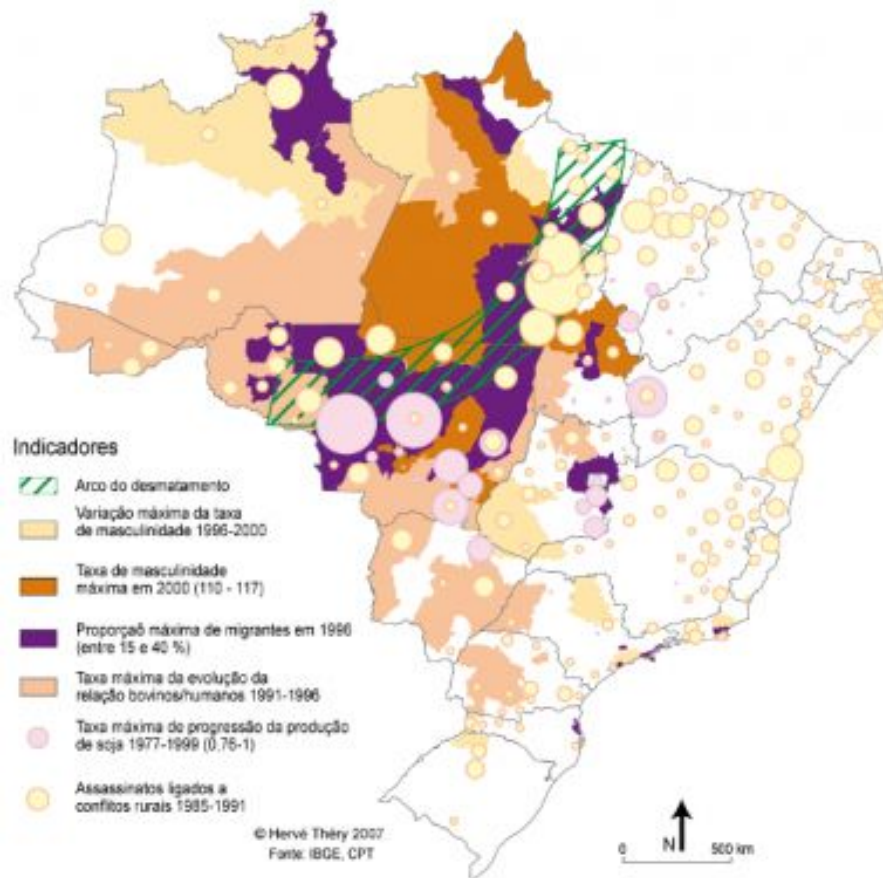 Indicadores
Arco do desmatamento
Variação máxima da taxa
de masculinidade 1996-2000
Taxa de masculinidade
máxima em 2000 (110 - 117)
Proporçaõ máxima de migrantes em 1996
(entre 15 e 40 %)
Taxa máxima da evolução da
relação bovinos/humanos 1991-1996
Taxa máxima de progressão da produção
de soja 1977-1999 (0,76-1)
Assassinatos ligados a
conflitos rurais 1985-1991
© Hervé Théry 2007
Fonte: IBGE, CPT
N
0 500 km